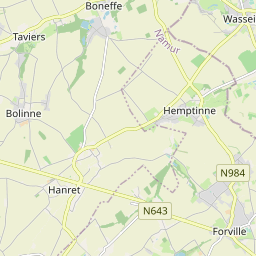 Boneffe
Wassei
Taviers
Namur
Bolinne
Hemptinne
N984
Hanret
N643
Forville